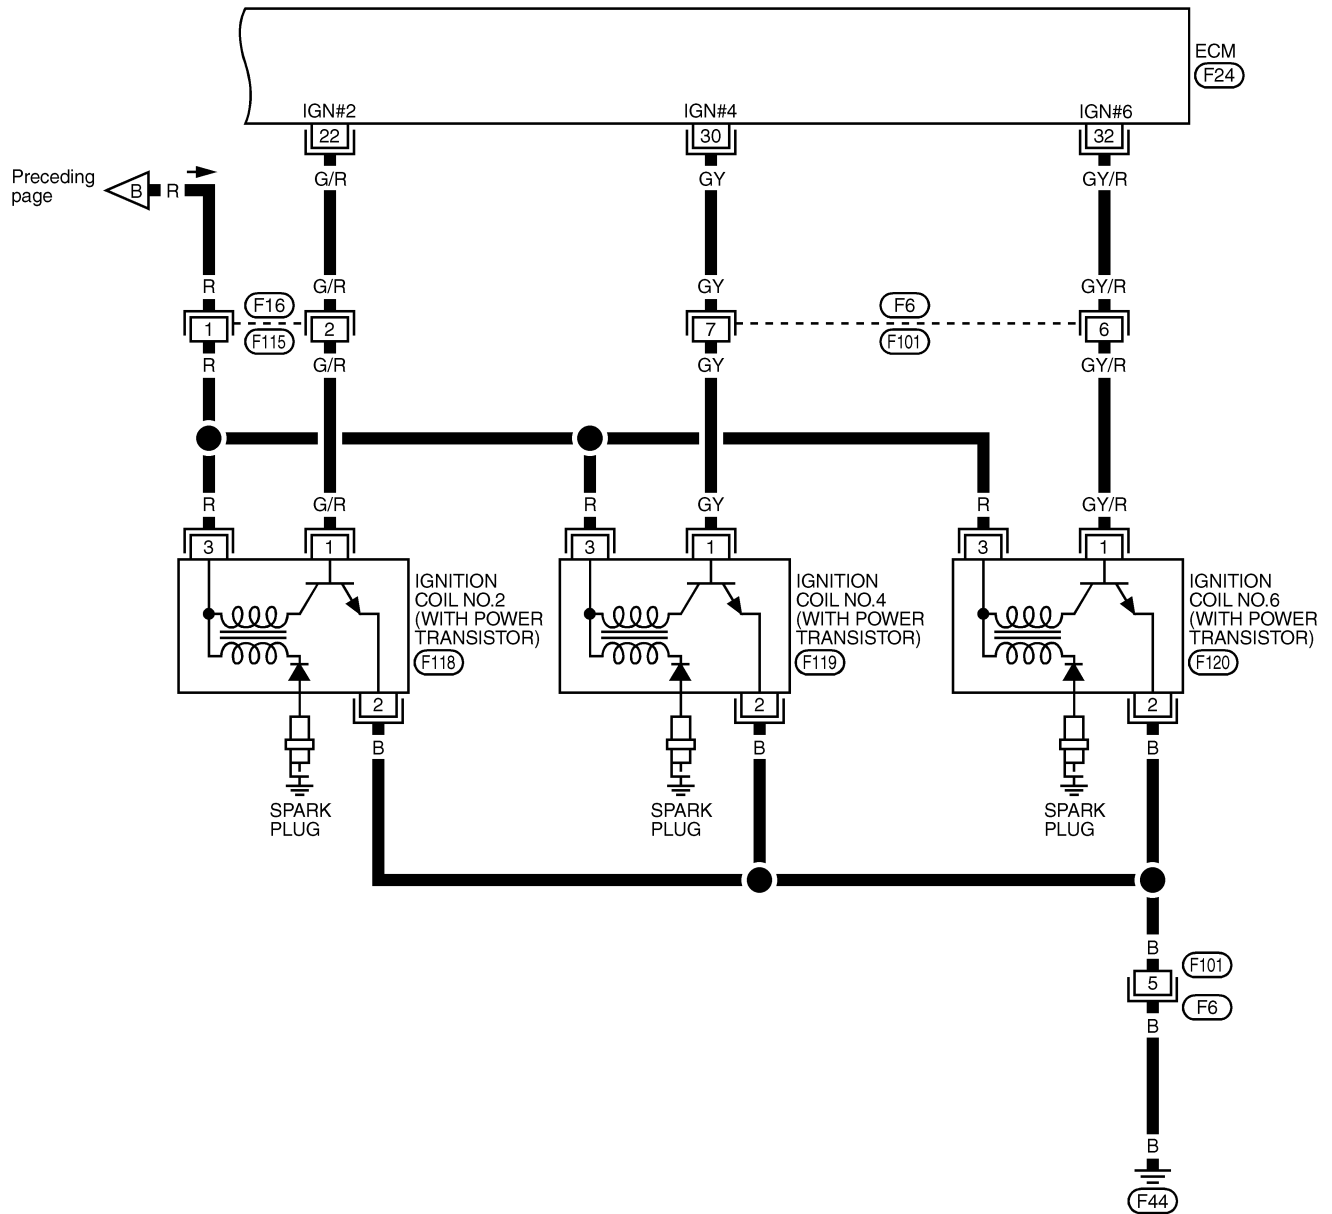 ECM
F24
IGN#2
IGN#4
IGN#6
22
30
32
Preceding
page
B
R
G/R
GY
GY/R
R
G/R
GY
GY/R
F16
F6
1
2
7
6
F115
F101
R
G/R
GY
GY/R
R
G/R
R
GY
R
GY/R
3
1
3
1
3
1
IGNITION
COIL NO.2
(WITH POWER
TRANSISTOR)
F118
IGNITION
COIL NO.4
(WITH POWER
TRANSISTOR)
F119
IGNITION
COIL NO.6
(WITH POWER
TRANSISTOR)
F120
2
2
2
B
B
B
SPARK
PLUG
SPARK
PLUG
SPARK
PLUG
B
F101
5
F6
B
B
F44